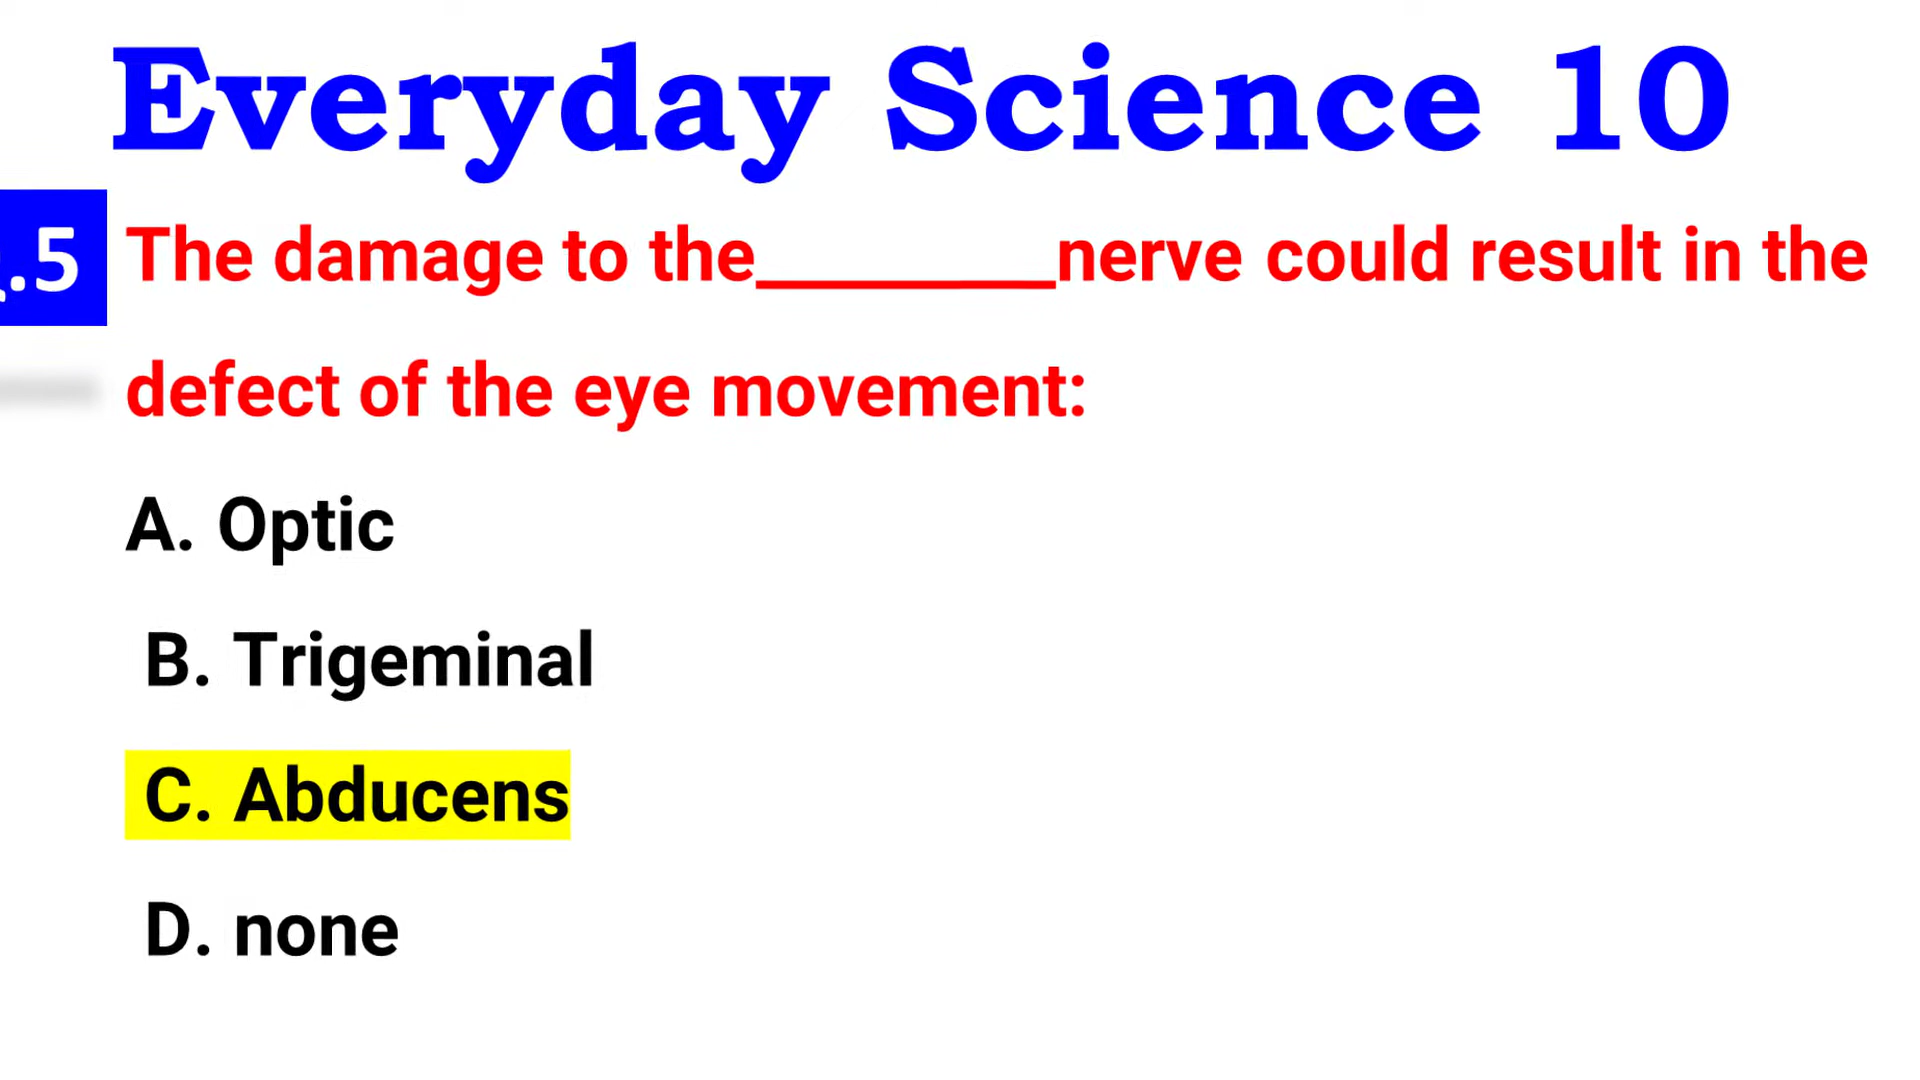 Everyday Science 10
.5 The damage to the__________nerve could result in the
defect of the eye movement:
A. Optic
B. Trigeminal
C. Abducens
D. none